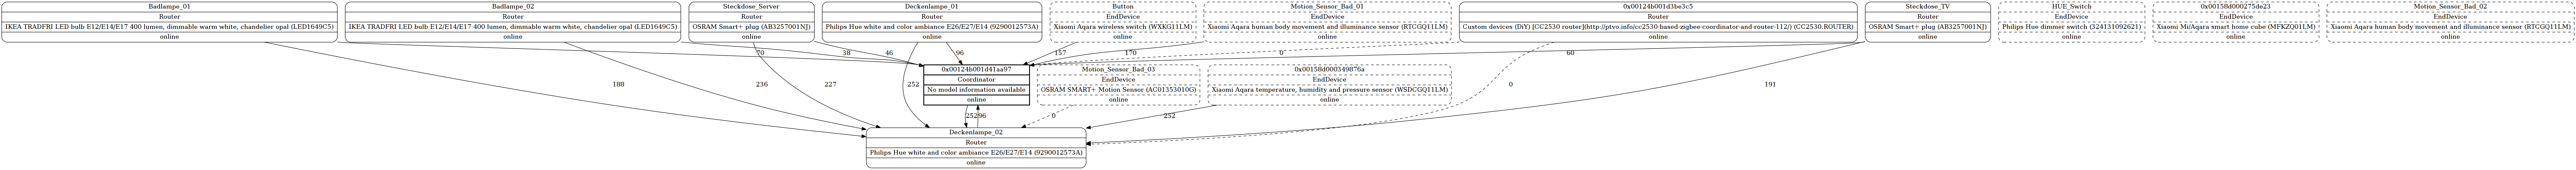 Badlampe_01
Router
IKEA TRADFRI LED bulb E12/E14/E17 400 lumen, dimmable warm white, chandelier opal (LED1649C5)
online
Badlampe_02
Router
IKEA TRADFRI LED bulb E12/E14/E17 400 lumen, dimmable warm white, chandelier opal (LED1649C5)
online
Steckdose_Server
Router
OSRAM Smart+ plug (AB3257001NJ)
online
Deckenlampe_01
Router
Philips Hue white and color ambiance E26/E27/E14 (9290012573A)
online
Button
EndDevice
Xiaomi Aqara wireless switch (WXKG11LM)
online
Motion_Sensor_Bad_01
EndDevice
Xiaomi Aqara human body movement and illuminance sensor (RTCGQ11LM)
online
0x00124b001d3be3c5
Router
Custom devices (DiY) [CC2530 router](http://ptvo.info/cc2530-based-zigbee-coordinator-and-router-112/) (CC2530.ROUTER)
online
Steckdose_TV
Router
OSRAM Smart+ plug (AB3257001NJ)
online
HUE_Switch
EndDevice
Philips Hue dimmer switch (324131092621)
online
0x00158d000275de23
EndDevice
Xiaomi Mi/Aqara smart home cube (MFKZQ01LM)
online
Motion_Sensor_Bad_02
EndDevice
Xiaomi Aqara human body movement and illuminance sensor (RTCGQ11LM)
online
70
38
46
96
157
170
0
60
0x00124b001d41aa97
Coordinator
No model information available
online
Motion_Sensor_Bad_03
EndDevice
OSRAM SMART+ Motion Sensor (AC01353010G)
online
0x00158d000349876a
EndDevice
Xiaomi Aqara temperature, humidity and pressure sensor (WSDCGQ11LM)
online
188
236
227
252
0
191
252
96
0
252
Deckenlampe_02
Router
Philips Hue white and color ambiance E26/E27/E14 (9290012573A)
online